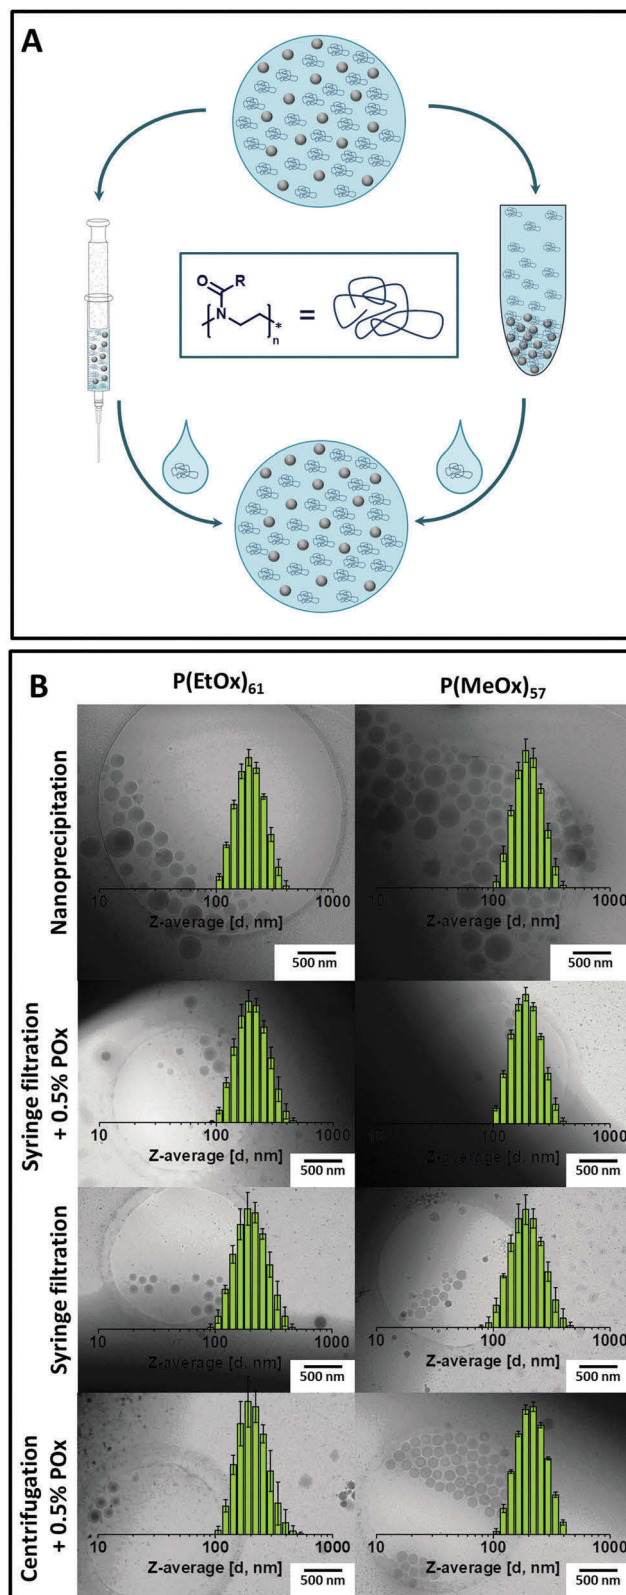 A
O
R
N
n
*
=
B
P(EtOx)₆₁
P(MeOx)₅₇
Nanoprecipitation
10
100
1000
Z-average [d, nm]
500 nm
10
100
1000
Z-average [d, nm]
500 nm
Syringe filtration
+ 0.5% POx
10
100
1000
Z-average [d, nm]
500 nm
10
100
1000
Z-average [d, nm]
500 nm
Syringe filtration
10
100
1000
Z-average [d, nm]
500 nm
10
100
1000
Z-average [d, nm]
500 nm
Centrifugation
+ 0.5% POx
10
100
1000
Z-average [d, nm]
500 nm
10
100
1000
Z-average [d, nm]
500 nm